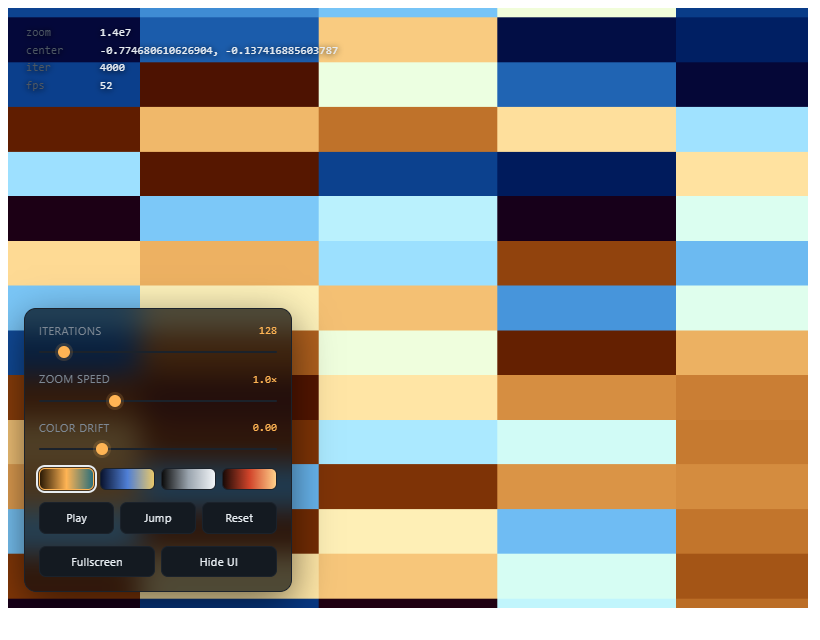 zoom 1.4e7
center -0.774680610626904, -0.137416885603787
iter 4000
fps 52
ITERATIONS 128
ZOOM SPEED 1.0×
COLOR DRIFT 0.00
Play Jump Reset
Fullscreen Hide UI